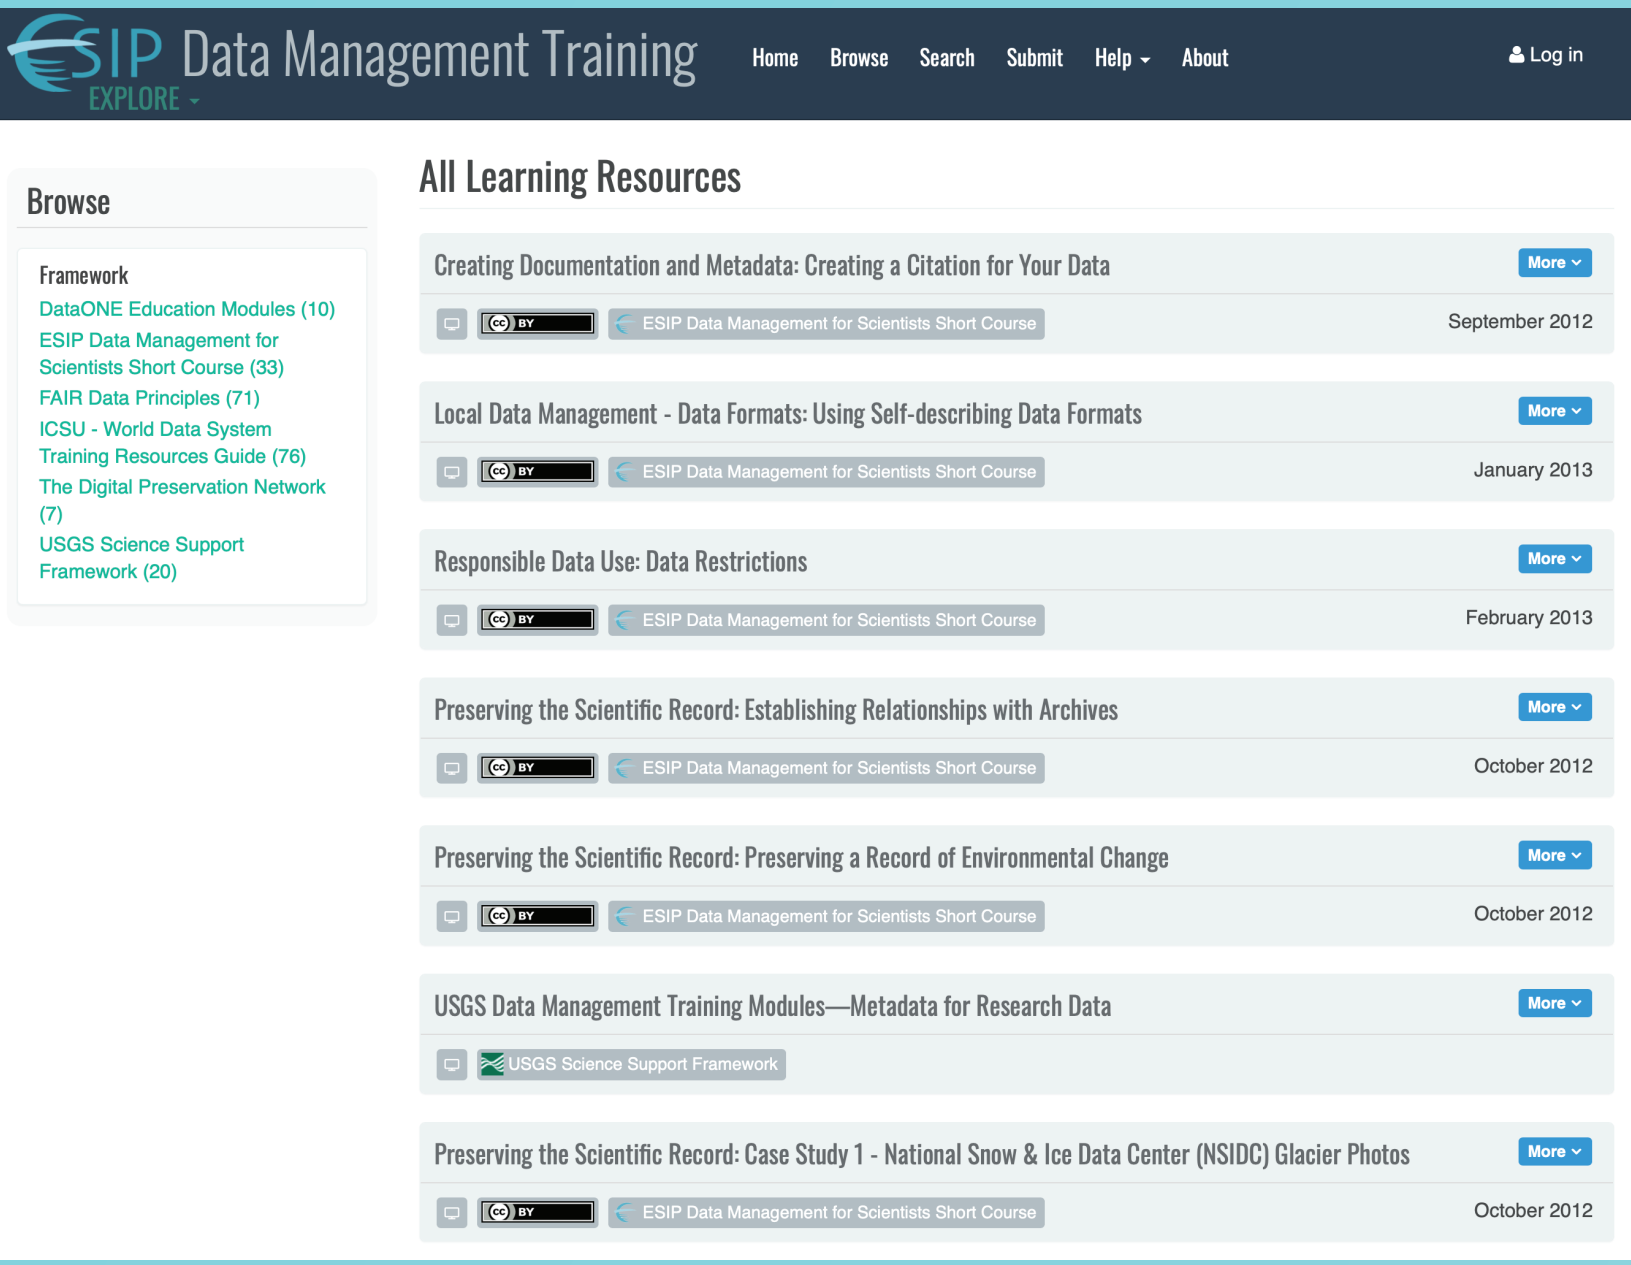 ESIP Data Management Training
EXPLORE
Home Browse Search Submit Help About
Log in
Browse
Framework
DataONE Education Modules (10)
ESIP Data Management for
Scientists Short Course (33)
FAIR Data Principles (71)
ICSU - World Data System
Training Resources Guide (76)
The Digital Preservation Network
(7)
USGS Science Support
Framework (20)
All Learning Resources
Creating Documentation and Metadata: Creating a Citation for Your Data
More
cc BY ESIP Data Management for Scientists Short Course
September 2012
Local Data Management - Data Formats: Using Self-describing Data Formats
More
cc BY ESIP Data Management for Scientists Short Course
January 2013
Responsible Data Use: Data Restrictions
More
cc BY ESIP Data Management for Scientists Short Course
February 2013
Preserving the Scientific Record: Establishing Relationships with Archives
More
cc BY ESIP Data Management for Scientists Short Course
October 2012
Preserving the Scientific Record: Preserving a Record of Environmental Change
More
cc BY ESIP Data Management for Scientists Short Course
October 2012
USGS Data Management Training Modules—Metadata for Research Data
More
USGS Science Support Framework
Preserving the Scientific Record: Case Study 1 - National Snow & Ice Data Center (NSIDC) Glacier Photos
More
cc BY ESIP Data Management for Scientists Short Course
October 2012